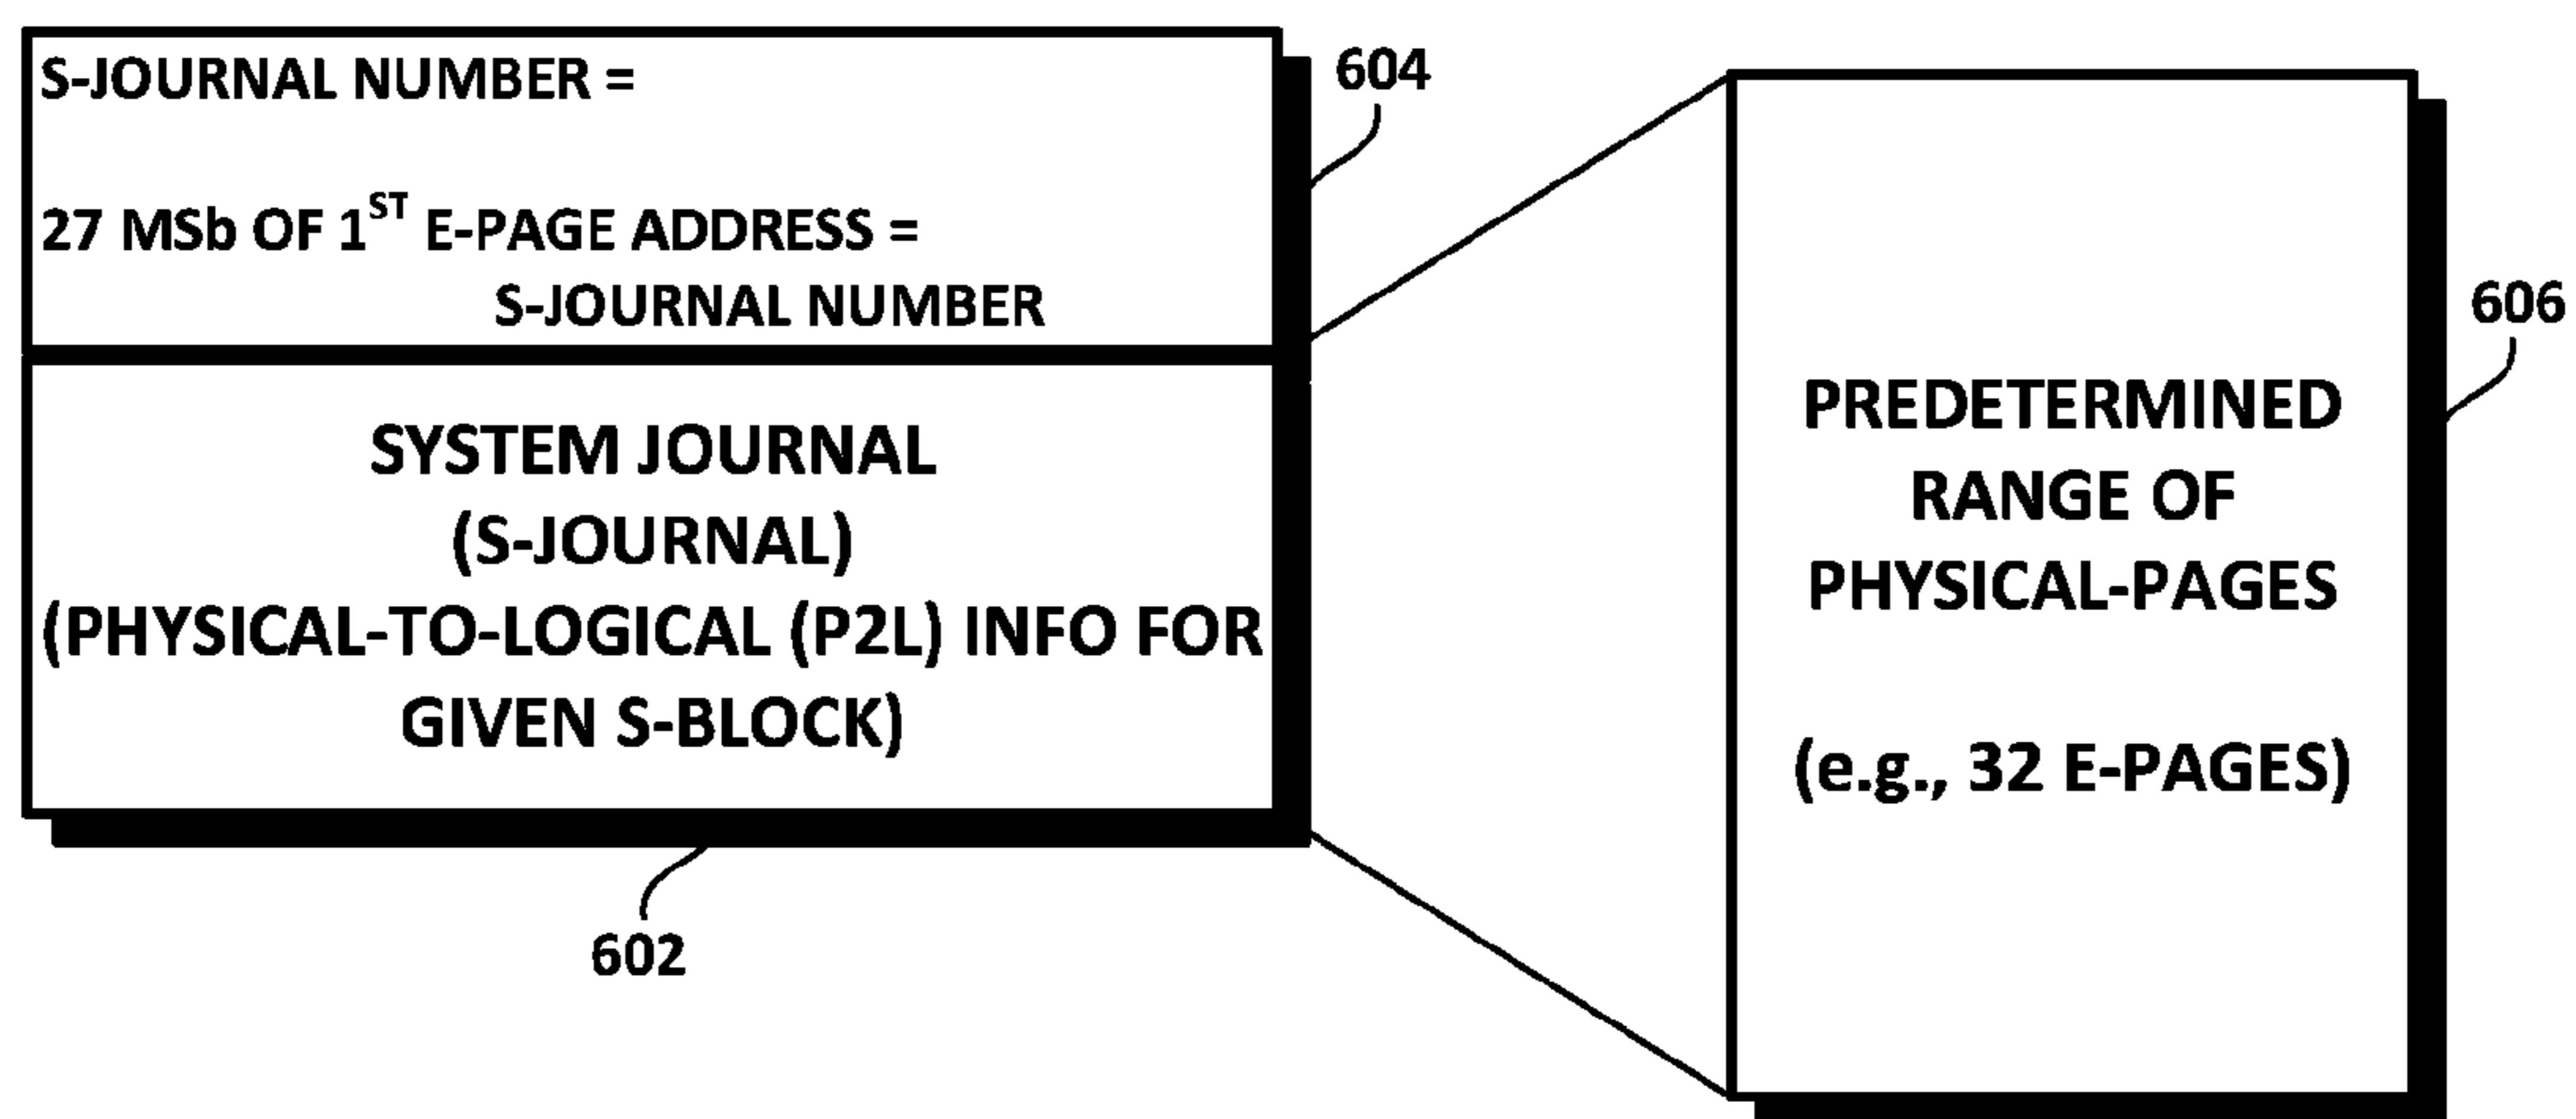 S-JOURNAL NUMBER =
27 MSb OF 1ST E-PAGE ADDRESS =
S-JOURNAL NUMBER
604
SYSTEM JOURNAL
(S-JOURNAL)
(PHYSICAL-TO-LOGICAL (P2L) INFO FOR
GIVEN S-BLOCK)
602
PREDETERMINED
RANGE OF
PHYSICAL-PAGES
(e.g., 32 E-PAGES)
606